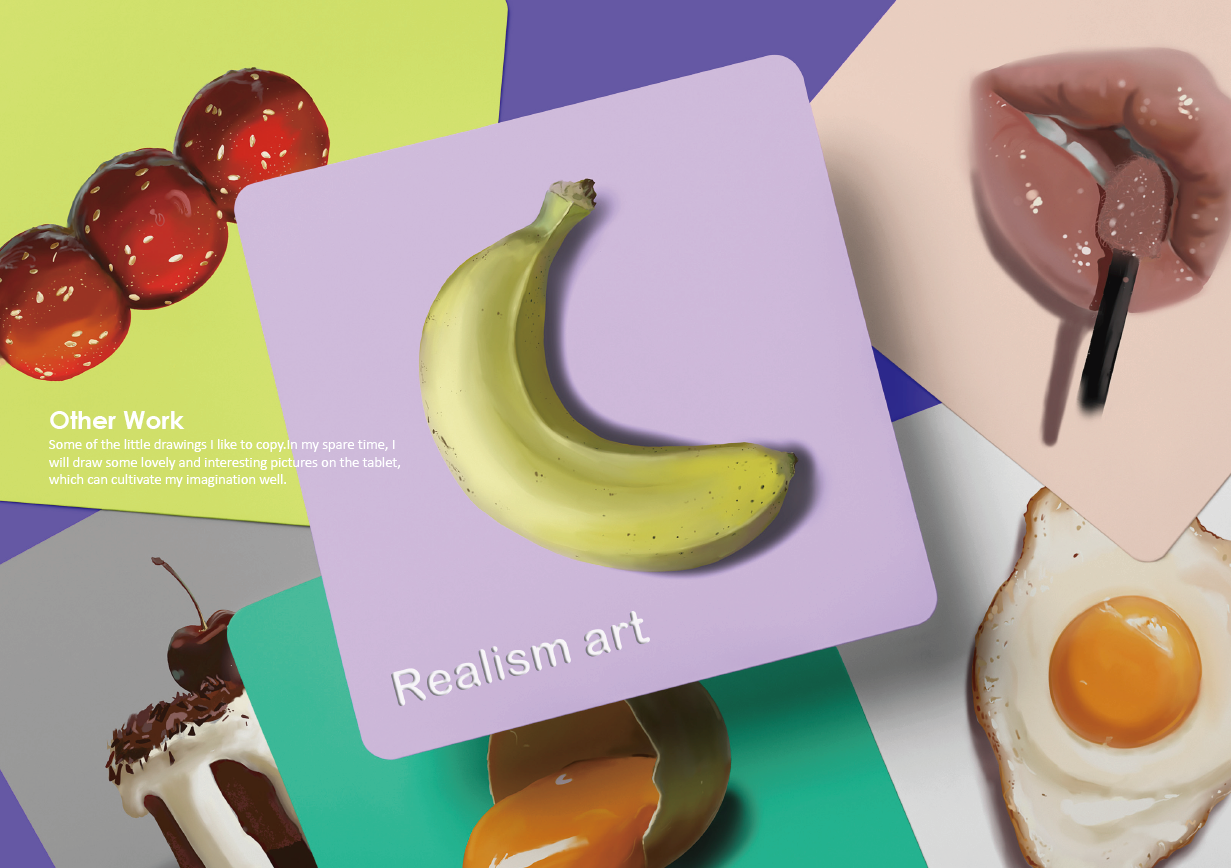 Other Work
Some of the little drawings I like to copy.In my spare time, I
will draw some lovely and interesting pictures on the tablet,
which can cultivate my imagination well.
Realism art